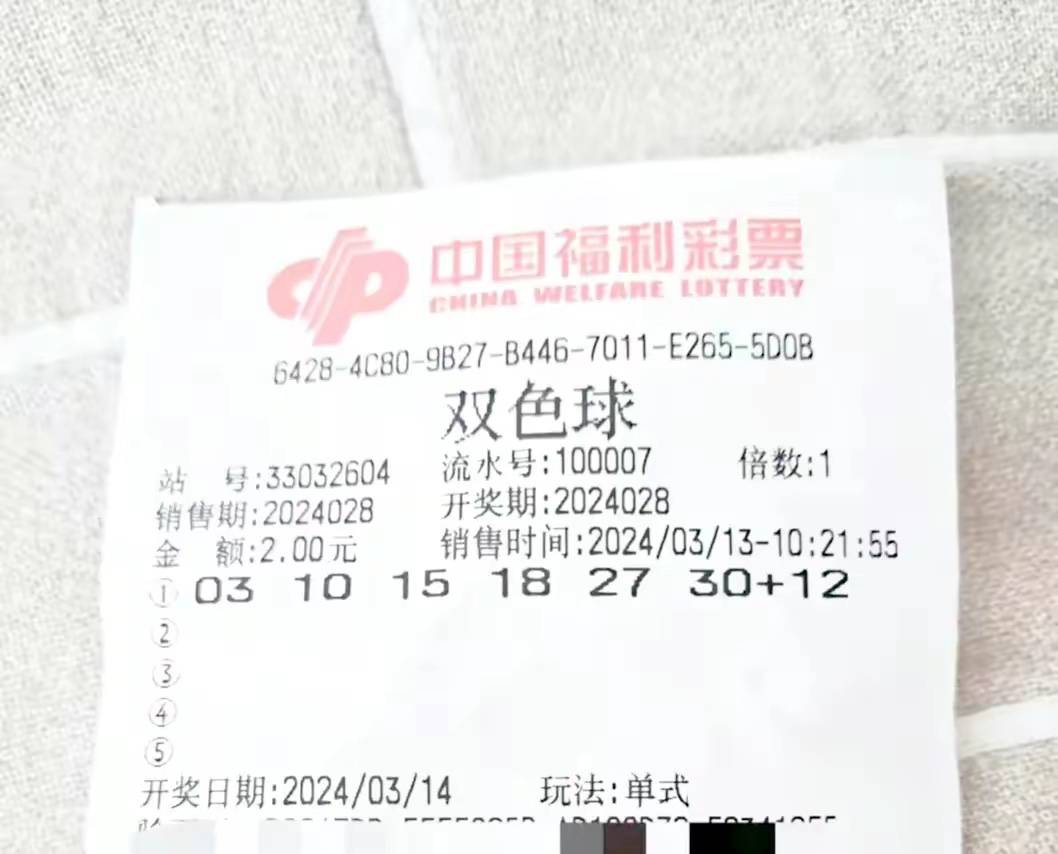 中国福利彩票
CHINA WELFARE LOTTERY
6428-4C80-9B27-B446-7011-E265-5D0B
双色球
站 号:33032604 流水号:100007 倍数:1
销售期:2024028 开奖期:2024028
金 额:2.00元 销售时间:2024/03/13-10:21:55
① 03 10 15 18 27 30+12
②
③
④
⑤
开奖日期:2024/03/14 玩法:单式